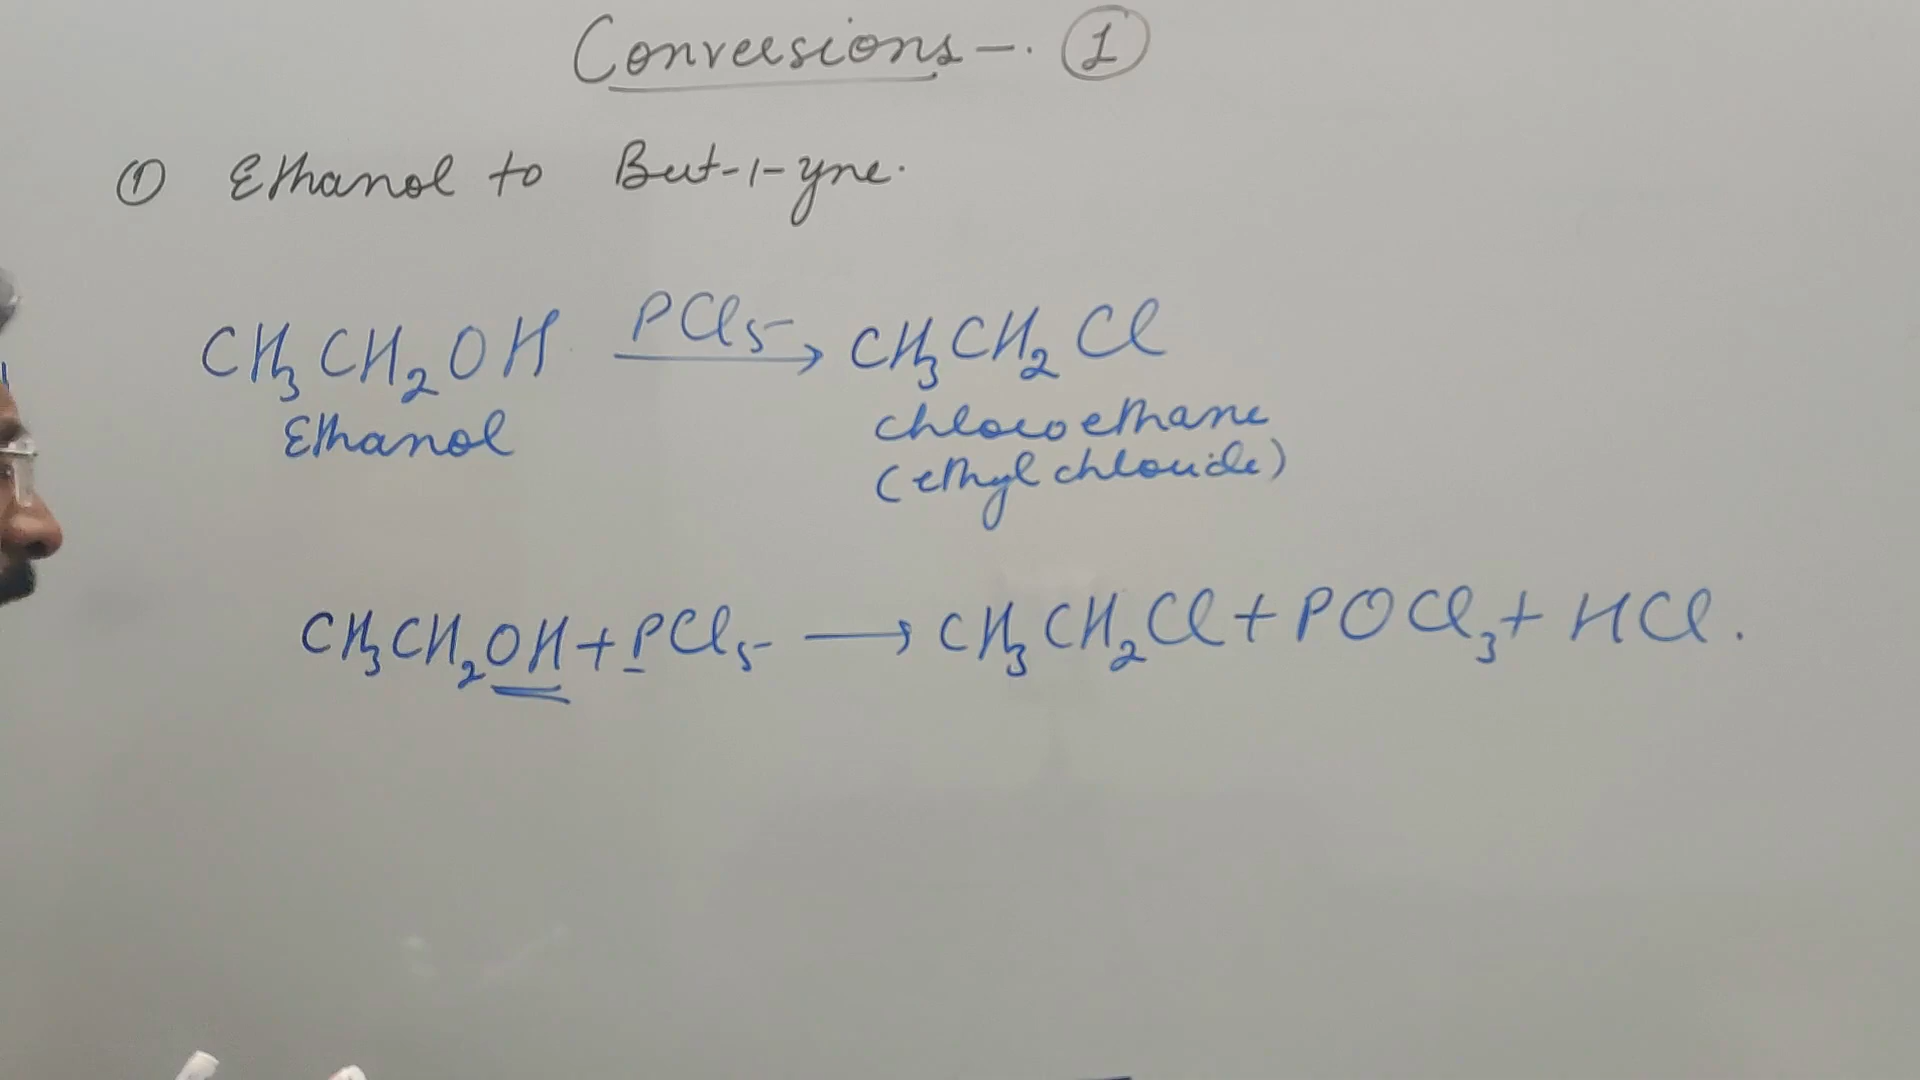 Conversions - . ①
① Ethanol to But-1-yne.
CH₃CH₂OH PCl₅ → CH₃CH₂Cl
Ethanol chloroethane
(ethyl chloride)
CH₃CH₂OH + PCl₅ → CH₃CH₂Cl + POCl₃ + HCl.